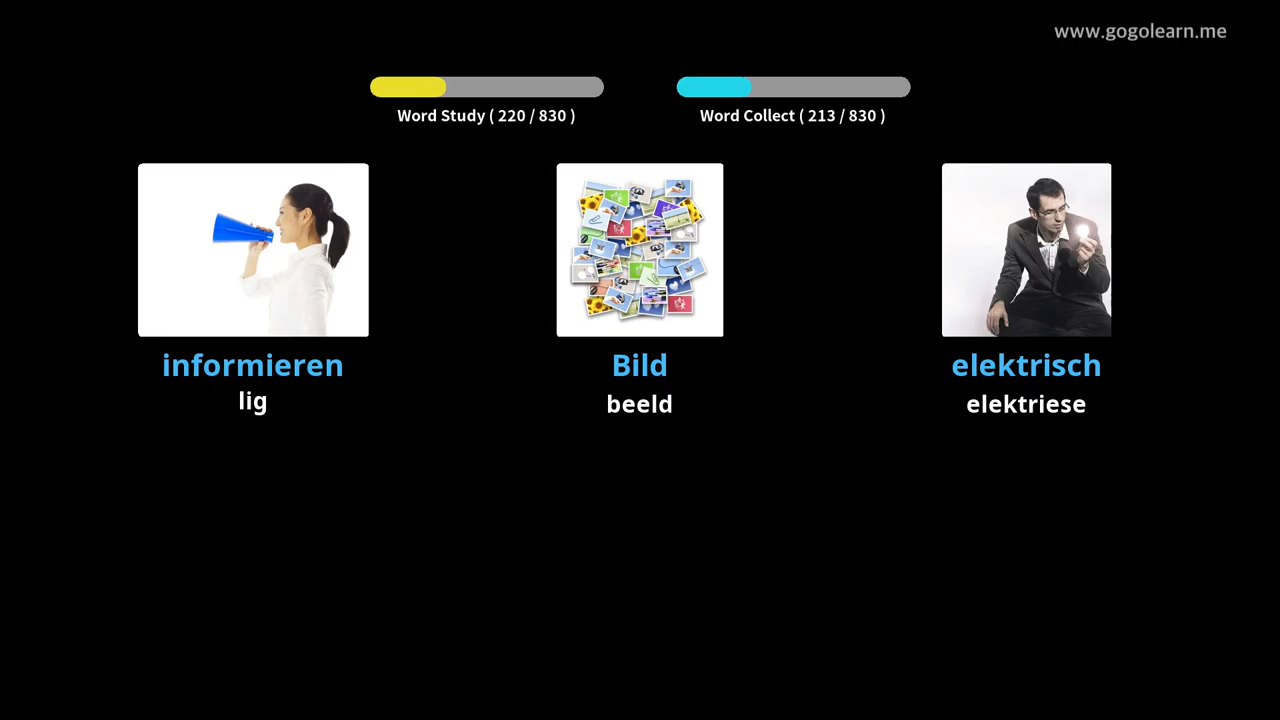 www.gogolearn.me
Word Study ( 220 / 830 )
Word Collect ( 213 / 830 )
informieren
lig
Bild
beeld
elektrisch
elektriese